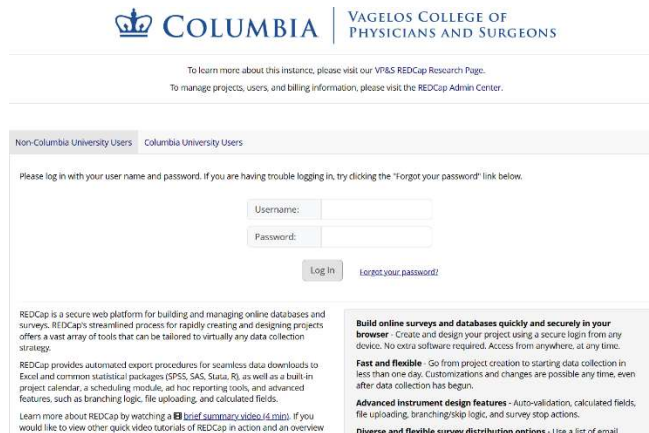 COLUMBIA
VAGELOS COLLEGE OF
PHYSICIANS AND SURGEONS
To learn more about this instance, please visit our VP&S REDCap Research Page.
To manage projects, users, and billing information, please visit the REDCap Admin Center.
Non-Columbia University Users
Columbia University Users
Please log in with your user name and password. If you are having trouble logging in, try clicking the "Forgot your password" link below.
Username:
Password:
Log In
Forgot your password?
REDCap is a secure web platform for building and managing online databases and
surveys. REDCap's streamlined process for rapidly creating and designing projects
offers a vast array of tools that can be tailored to virtually any data collection
strategy.
REDCap provides automated export procedures for seamless data downloads to
Excel and common statistical packages (SPSS, SAS, Stata, R), as well as a built-in
project calendar, a scheduling module, ad hoc reporting tools, and advanced
features, such as branching logic, file uploading, and calculated fields.
Learn more about REDCap by watching a brief summary video (4 min). If you
would like to view other quick video tutorials of REDCap in action and an overview
Build online surveys and databases quickly and securely in your
browser - Create and design your project using a secure login from any
device. No extra software required. Access from anywhere, at any time.
Fast and flexible - Go from project creation to starting data collection in
less than one day. Customizations and changes are possible any time, even
after data collection has begun.
Advanced instrument design features - Auto-validation, calculated fields,
file uploading, branching/skip logic, and survey stop actions.
Diverse and flexible survey distribution options - Use a list of email